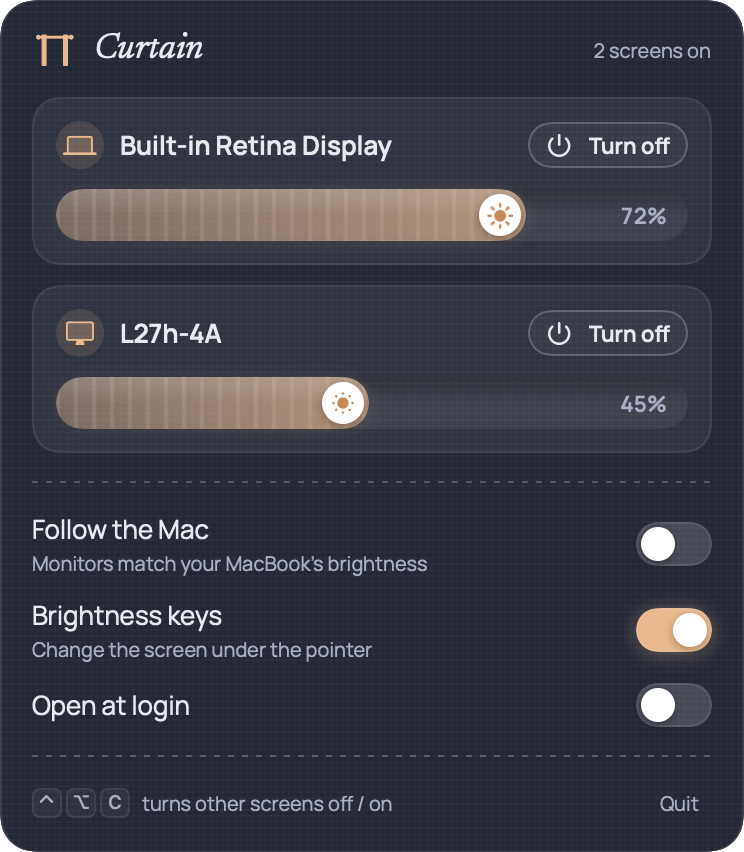 Curtain
2 screens on
Built-in Retina Display
Turn off
72%
L27h-4A
Turn off
45%
Follow the Mac
Monitors match your MacBook's brightness
Brightness keys
Change the screen under the pointer
Open at login
⌃ ⌥ C turns other screens off / on
Quit